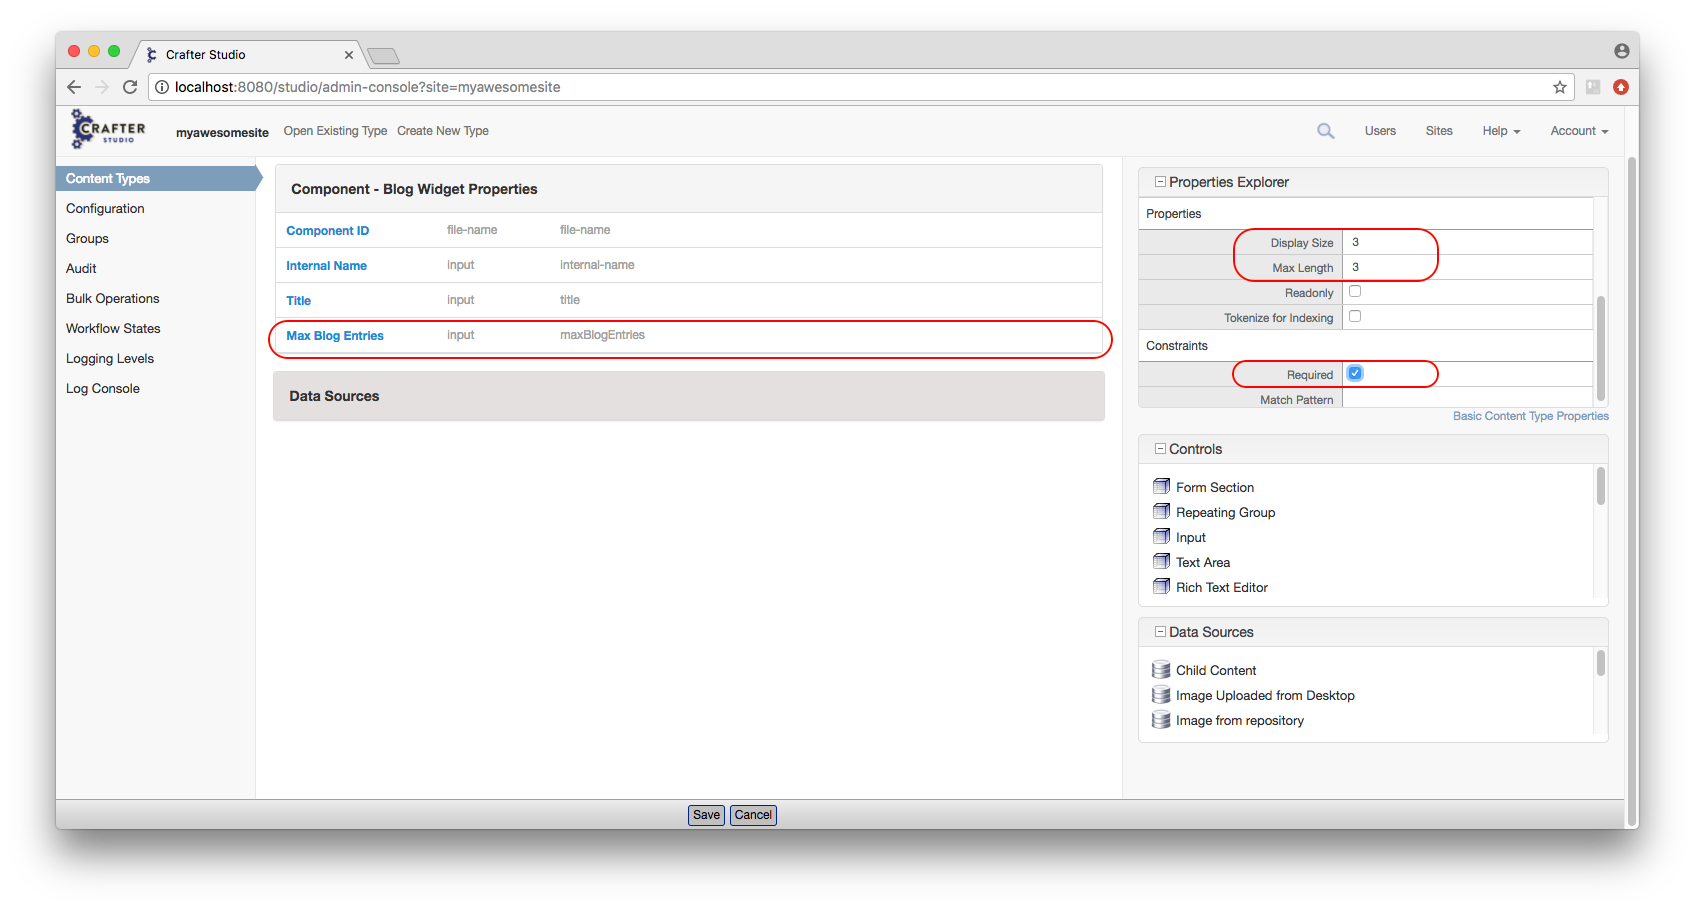 Crafter Studio
localhost:8080/studio/admin-console?site=myawesomesite
CRAFTER
STUDIO
myawesomesite Open Existing Type Create New Type
Users Sites Help Account
Content Types
Configuration
Groups
Audit
Bulk Operations
Workflow States
Logging Levels
Log Console
Component - Blog Widget Properties
Component ID file-name file-name
Internal Name input internal-name
Title input title
Max Blog Entries input maxBlogEntries
Data Sources
Properties Explorer
Properties
Display Size 3
Max Length 3
Readonly
Tokenize for Indexing
Constraints
Required
Match Pattern
Basic Content Type Properties
Controls
Form Section
Repeating Group
Input
Text Area
Rich Text Editor
Data Sources
Child Content
Image Uploaded from Desktop
Image from repository
Save Cancel